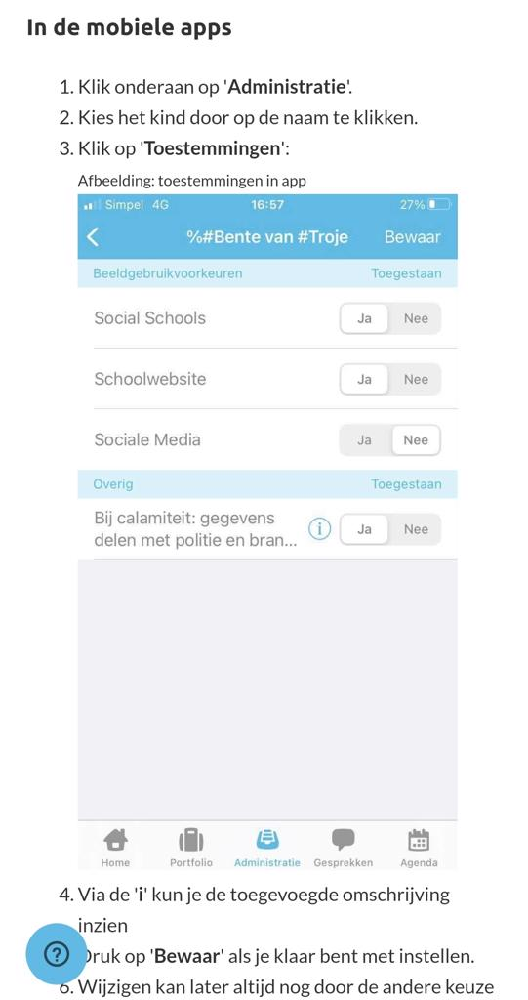 In de mobiele apps
1. Klik onderaan op 'Administratie'.
2. Kies het kind door op de naam te klikken.
3. Klik op 'Toestemmingen':
Afbeelding: toestemmingen in app
Simpel 4G 16:57 27%
%#Bente van #Troje Bewaar
Beeldgebruikvoorkeuren Toegestaan
Social Schools Ja Nee
Schoolwebsite Ja Nee
Sociale Media Ja Nee
Overig Toegestaan
Bij calamiteit: gegevens
delen met politie en bran... i Ja Nee
Home Portfolio Administratie Gesprekken Agenda
4. Via de 'i' kun je de toegevoegde omschrijving
inzien
Druk op 'Bewaar' als je klaar bent met instellen.
6. Wijzigen kan later altijd nog door de andere keuze